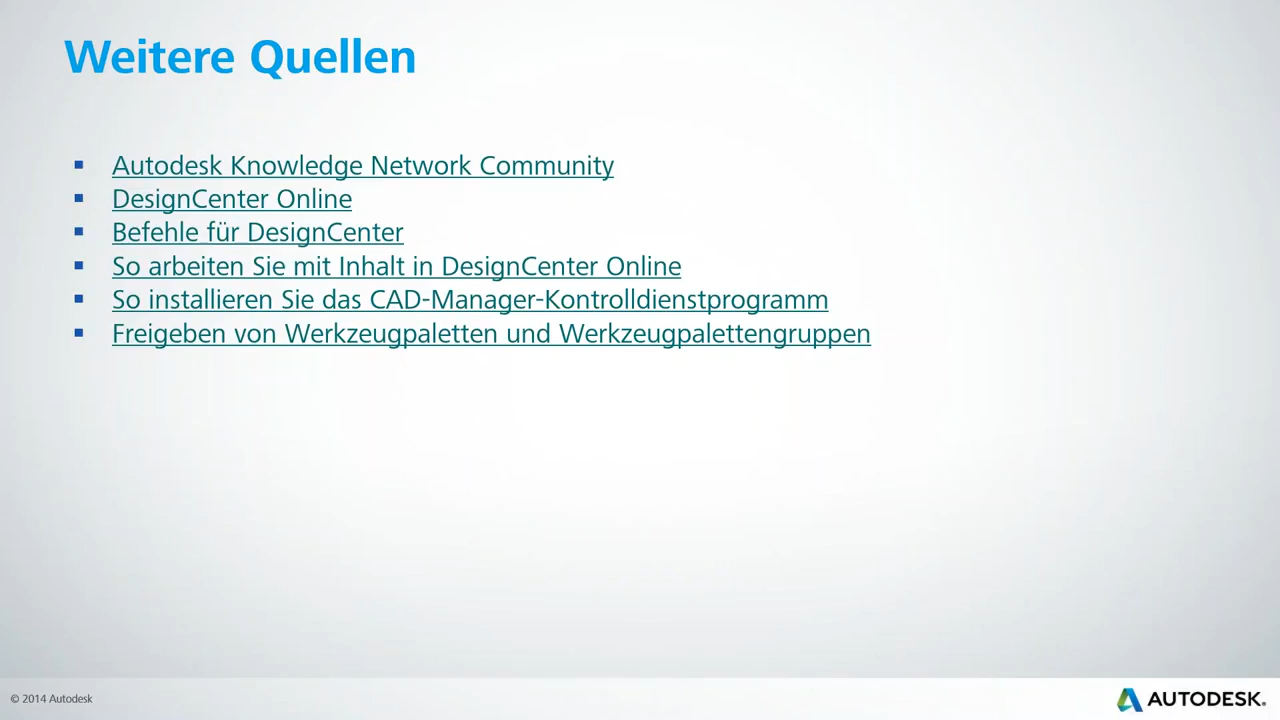 Weitere Quellen
Autodesk Knowledge Network Community
DesignCenter Online
Befehle für DesignCenter
So arbeiten Sie mit Inhalt in DesignCenter Online
So installieren Sie das CAD-Manager-Kontrolldienstprogramm
Freigeben von Werkzeugpaletten und Werkzeugpalettengruppen
© 2014 Autodesk
AUTODESK.